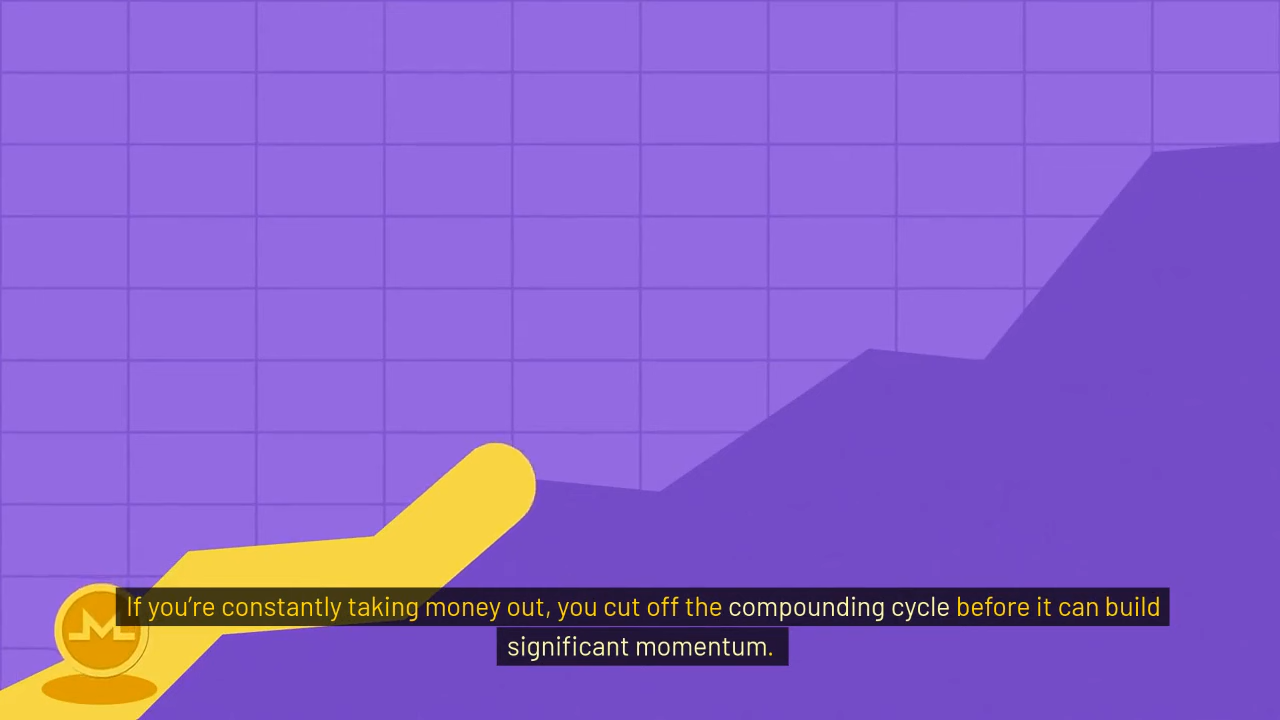 If you’re constantly taking money out, you cut off the compounding cycle before it can build
significant momentum.